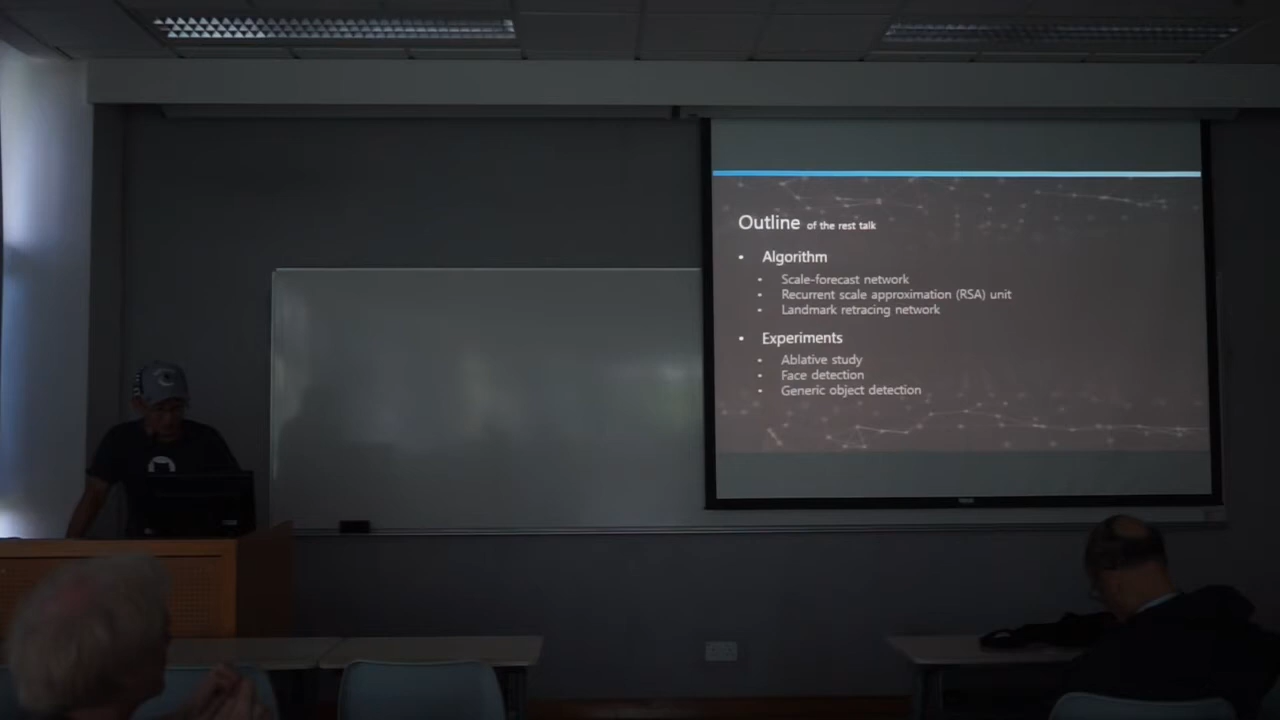 Outline of the rest talk
• Algorithm
• Scale-forecast network
• Recurrent scale approximation (RSA) unit
• Landmark retracing network
• Experiments
• Ablative study
• Face detection
• Generic object detection